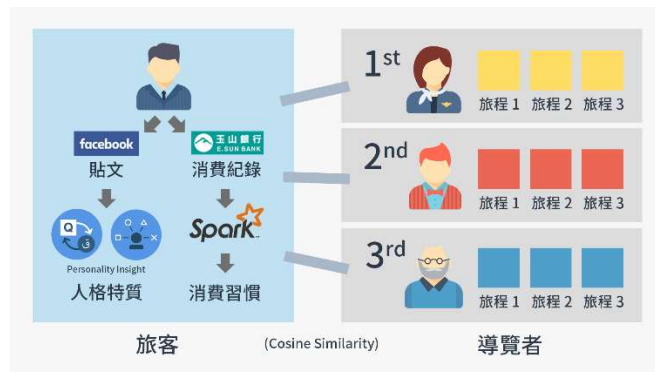 facebook
貼文
玉山銀行
E.SUN BANK
消費紀錄
Q
Personality Insight
人格特質
Spark
消費習慣
旅客
(Cosine Similarity)
1st
旅程 1 旅程 2 旅程 3
2nd
旅程 1 旅程 2 旅程 3
3rd
旅程 1 旅程 2 旅程 3
導覽者